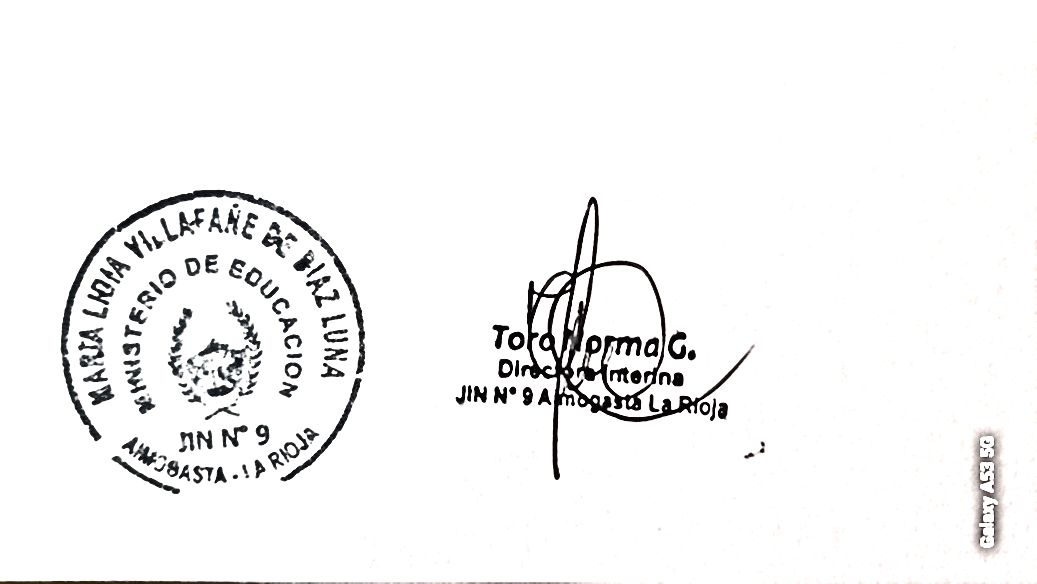 MARIA LIDIA VILLAFAÑE DE DIAZ LUNA
MINISTERIO DE EDUCACION
JIN N° 9
AIMOGASTA - LA RIOJA
Toro Norma G.
Directora Interina
JIN N° 9 Aimogasta La Rioja
Galaxy A53 5G